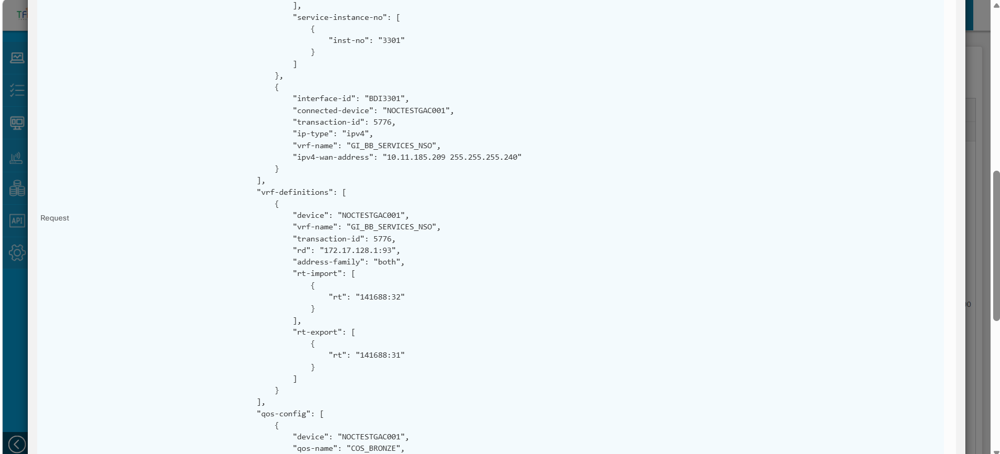 TF
],
"service-instance-no": [
{
"inst-no": "3301"
}
]
},
{
"interface-id": "BDI3301",
"connected-device": "NOCTESTGAC001",
"transaction-id": 5776,
"ip-type": "ipv4",
"vrf-name": "GI_BB_SERVICES_NSO",
"ipv4-wan-address": "10.11.185.209 255.255.255.240"
}
],
"vrf-definitions": [
{
"device": "NOCTESTGAC001",
Request
"vrf-name": "GI_BB_SERVICES_NSO",
"transaction-id": 5776,
"rd": "172.17.128.1:93",
"address-family": "both",
"rt-import": [
{
"rt": "141688:32"
}
],
"rt-export": [
{
"rt": "141688:31"
}
]
}
],
"qos-config": [
{
"device": "NOCTESTGAC001",
"qos-name": "COS_BRONZE",
API